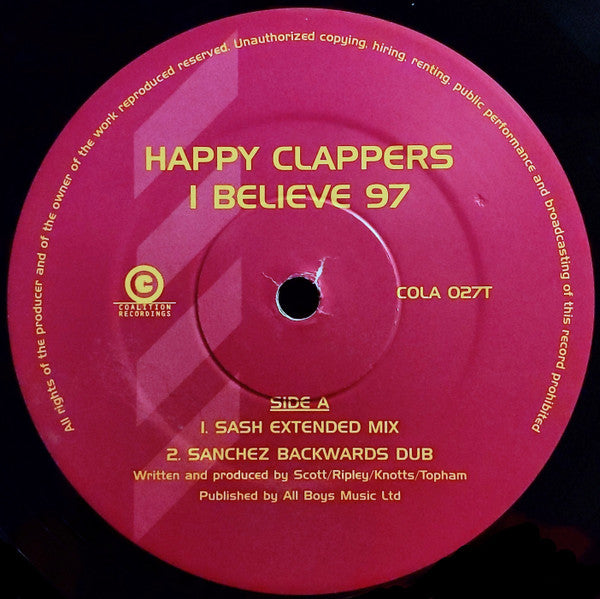 All rights of the producer and of the owner of the work reproduced reserved. Unauthorized copying, hiring, renting, public performance and broadcasting of this record prohibited
HAPPY CLAPPERS
I BELIEVE 97
C
COALITION
RECORDINGS
COLA 027T
SIDE A
1. SASH EXTENDED MIX
2. SANCHEZ BACKWARDS DUB
Written and produced by Scott/Ripley/Knotts/Topham
Published by All Boys Music Ltd